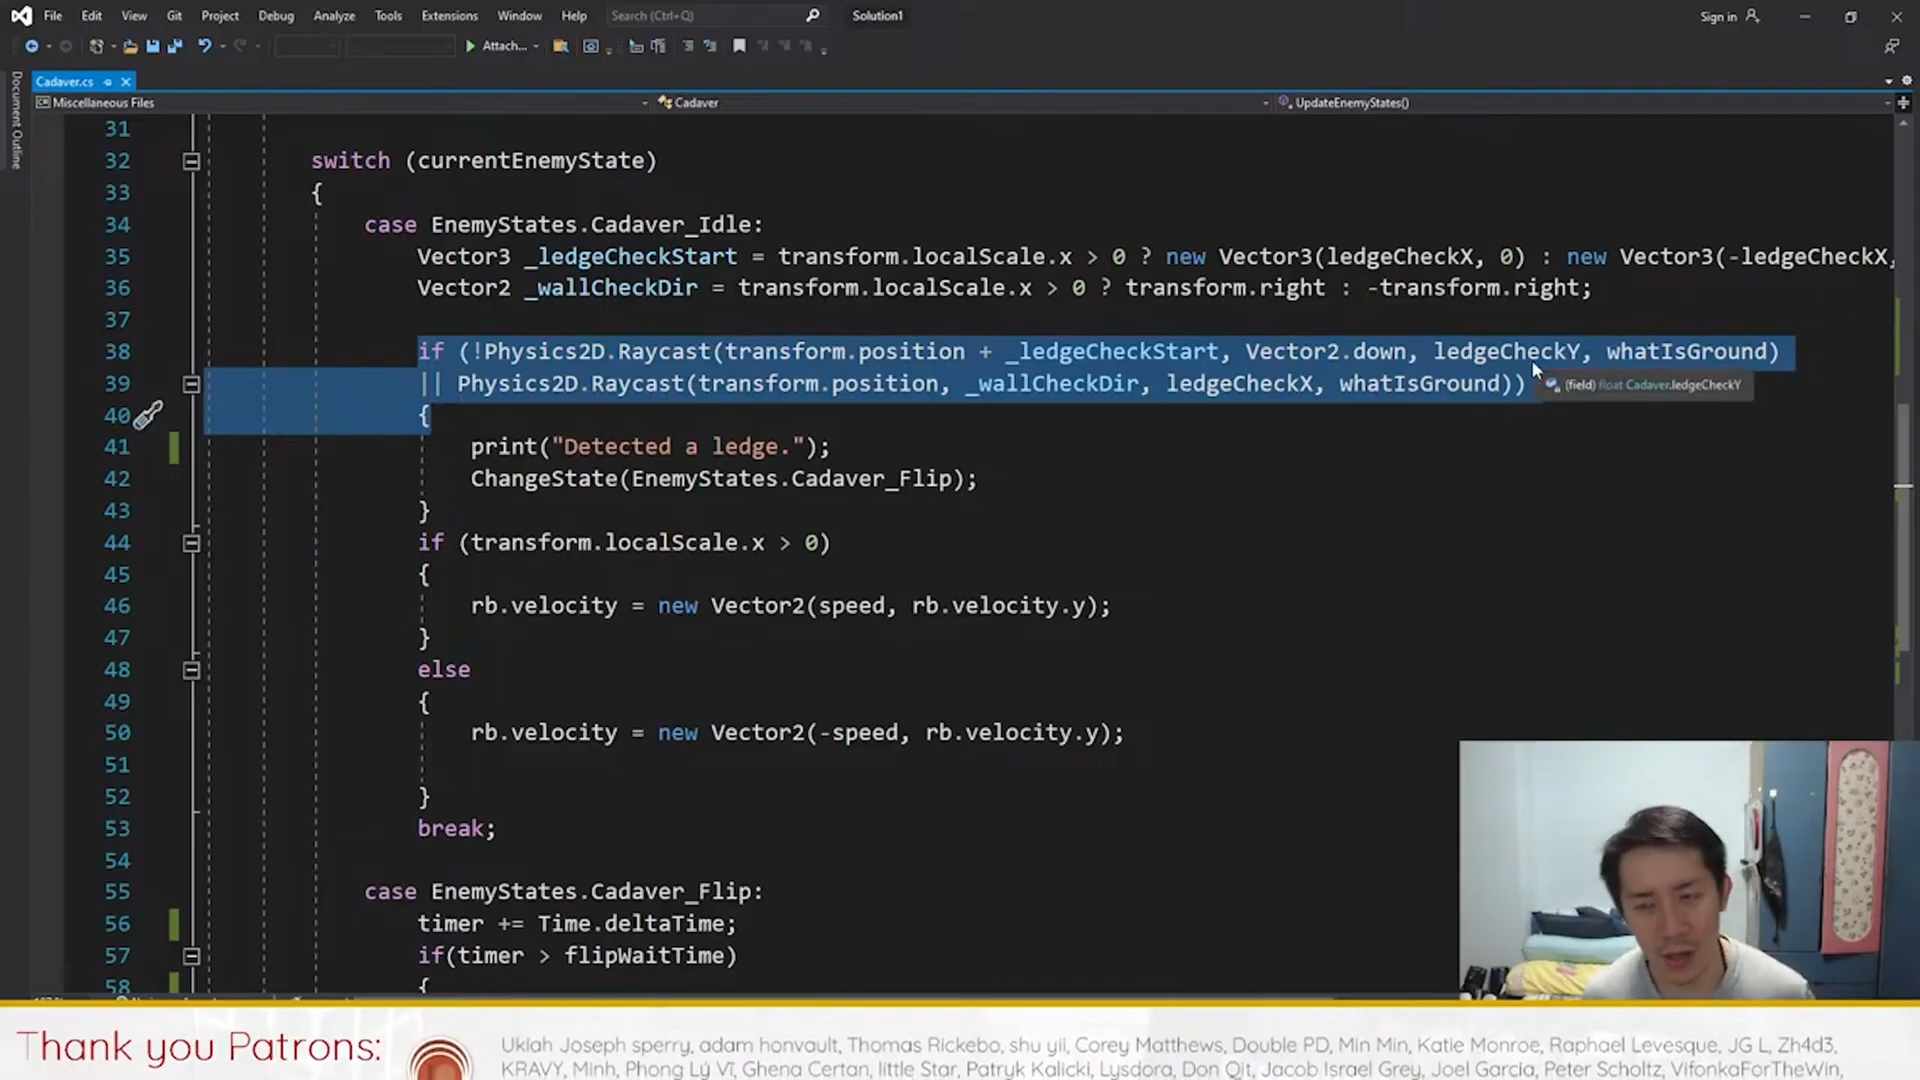 File Edit View Git Project Debug Analyze Tools Extensions Window Help Search (Ctrl+Q) Solution1 Sign in
Attach...
Document Outline
Cadaver.cs
Miscellaneous Files Cadaver UpdateEnemyStates()
31
32 switch (currentEnemyState)
33 {
34 case EnemyStates.Cadaver_Idle:
35 Vector3 _ledgeCheckStart = transform.localScale.x > 0 ? new Vector3(ledgeCheckX, 0) : new Vector3(-ledgeCheckX,
36 Vector2 _wallCheckDir = transform.localScale.x > 0 ? transform.right : -transform.right;
37
38 if (!Physics2D.Raycast(transform.position + _ledgeCheckStart, Vector2.down, ledgeCheckY, whatIsGround)
39 || Physics2D.Raycast(transform.position, _wallCheckDir, ledgeCheckX, whatIsGround))
(field) float Cadaver.ledgeCheckY
40 {
41 print("Detected a ledge.");
42 ChangeState(EnemyStates.Cadaver_Flip);
43 }
44 if (transform.localScale.x > 0)
45 {
46 rb.velocity = new Vector2(speed, rb.velocity.y);
47 }
48 else
49 {
50 rb.velocity = new Vector2(-speed, rb.velocity.y);
51
52 }
53 break;
54
55 case EnemyStates.Cadaver_Flip:
56 timer += Time.deltaTime;
57 if(timer > flipWaitTime)
58 {
Thank you Patrons:
Uklah Joseph sperry, adam honvault, Thomas Rickebo, shu yii, Corey Matthews, Double PD, Min Min, Katie Monroe, Raphael Levesque, JG L, Zh4d3,
KRAVY, Minh, Phong Lý Vĩ, Ghena Certan, little Star, Patryk Kalicki, Lysdora, Don Qit, Jacob Israel Grey, Joel Garcia, Peter Scholtz, VifonkaForTheWin,